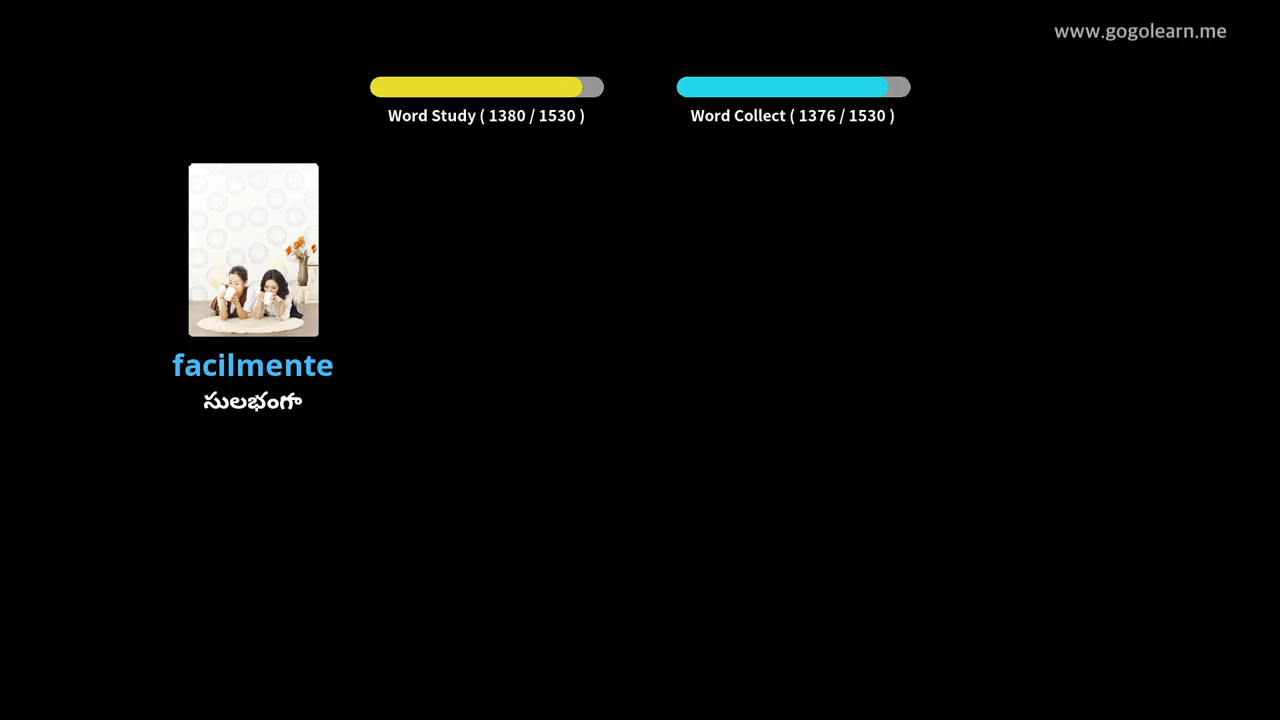 www.gogolearn.me
Word Study ( 1380 / 1530 )
Word Collect ( 1376 / 1530 )
facilmente
సులభంగా